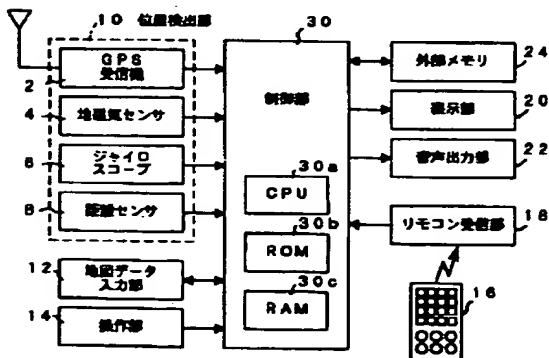 10 位置検出部
GPS
受信機
2
地磁気センサ
4
ジャイロ
スコープ
6
距離センサ
8
地図データ
入力部
12
操作部
14
30
制御部
30a
CPU
30b
ROM
30c
RAM
外部メモリ
24
表示部
20
音声出力部
22
リモコン受信部
18
16